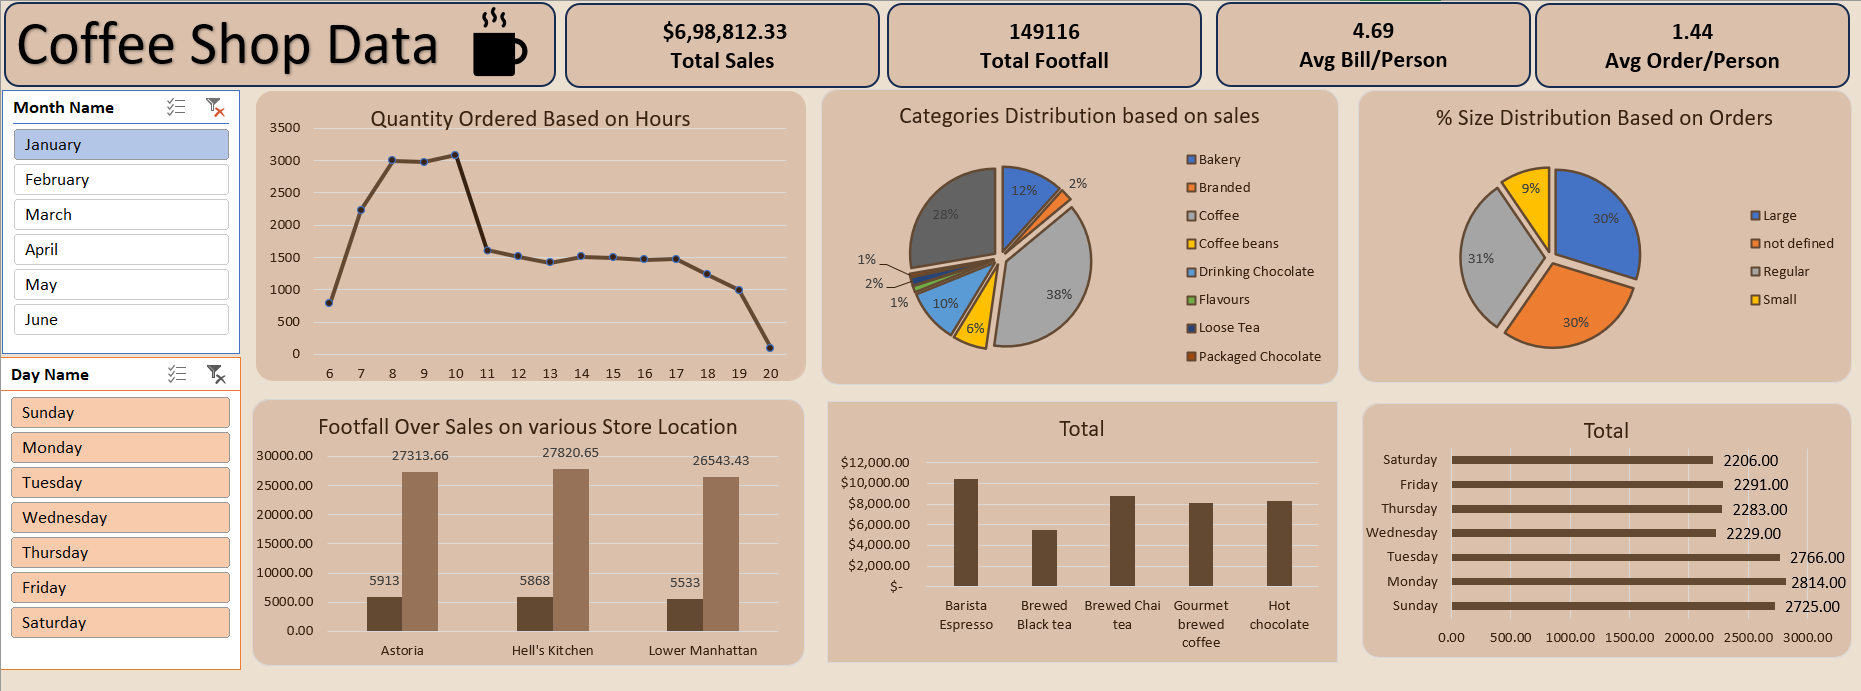 Coffee Shop Data
$6,98,812.33
Total Sales
149116
Total Footfall
4.69
Avg Bill/Person
1.44
Avg Order/Person
Month Name
January
February
March
April
May
June
Day Name
Sunday
Monday
Tuesday
Wednesday
Thursday
Friday
Saturday
Quantity Ordered Based on Hours
3500
3000
2500
2000
1500
1000
500
0
6 7 8 9 10 11 12 13 14 15 16 17 18 19 20
Categories Distribution based on sales
12%
2%
38%
6%
10%
1%
2%
1%
28%
Bakery
Branded
Coffee
Coffee beans
Drinking Chocolate
Flavours
Loose Tea
Packaged Chocolate
% Size Distribution Based on Orders
30%
30%
31%
9%
Large
not defined
Regular
Small
Footfall Over Sales on various Store Location
30000.00
25000.00
20000.00
15000.00
10000.00
5000.00
0.00
5913
27313.66
5868
27820.65
5533
26543.43
Astoria
Hell's Kitchen
Lower Manhattan
Total
$12,000.00
$10,000.00
$8,000.00
$6,000.00
$4,000.00
$2,000.00
$-
Barista
Espresso
Brewed
Black tea
Brewed Chai
tea
Gourmet
brewed
coffee
Hot
chocolate
Total
Saturday 2206.00
Friday 2291.00
Thursday 2283.00
Wednesday 2229.00
Tuesday 2766.00
Monday 2814.00
Sunday 2725.00
0.00 500.00 1000.00 1500.00 2000.00 2500.00 3000.00